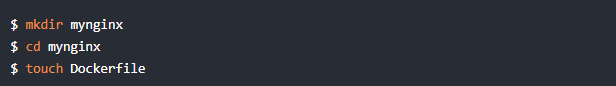 $ mkdir mynginx
$ cd mynginx
$ touch Dockerfile